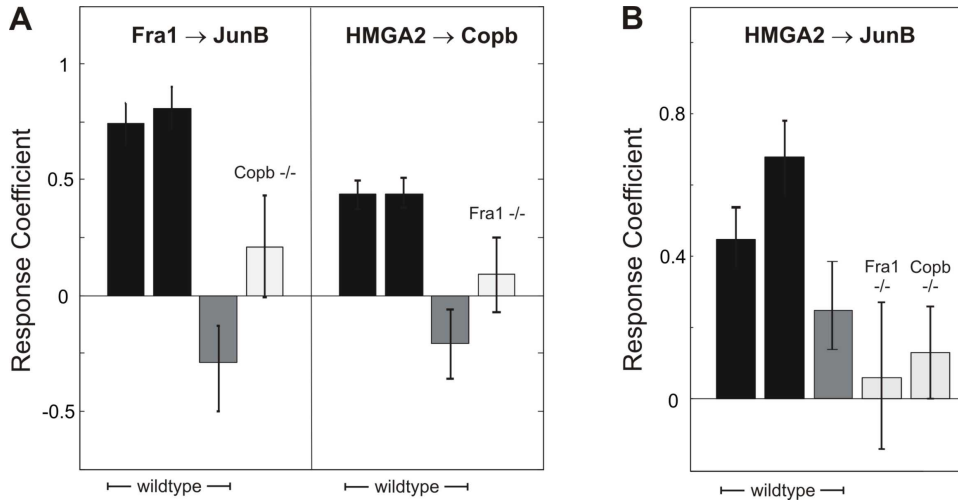 A
Fra1 → JunB
HMGA2 → Copb
Response Coefficient
1
0.5
0
-0.5
Copb -/-
Fra1 -/-
wildtype
wildtype
B
HMGA2 → JunB
Response Coefficient
0.8
0.4
0
Fra1
-/-
Copb
-/-
wildtype